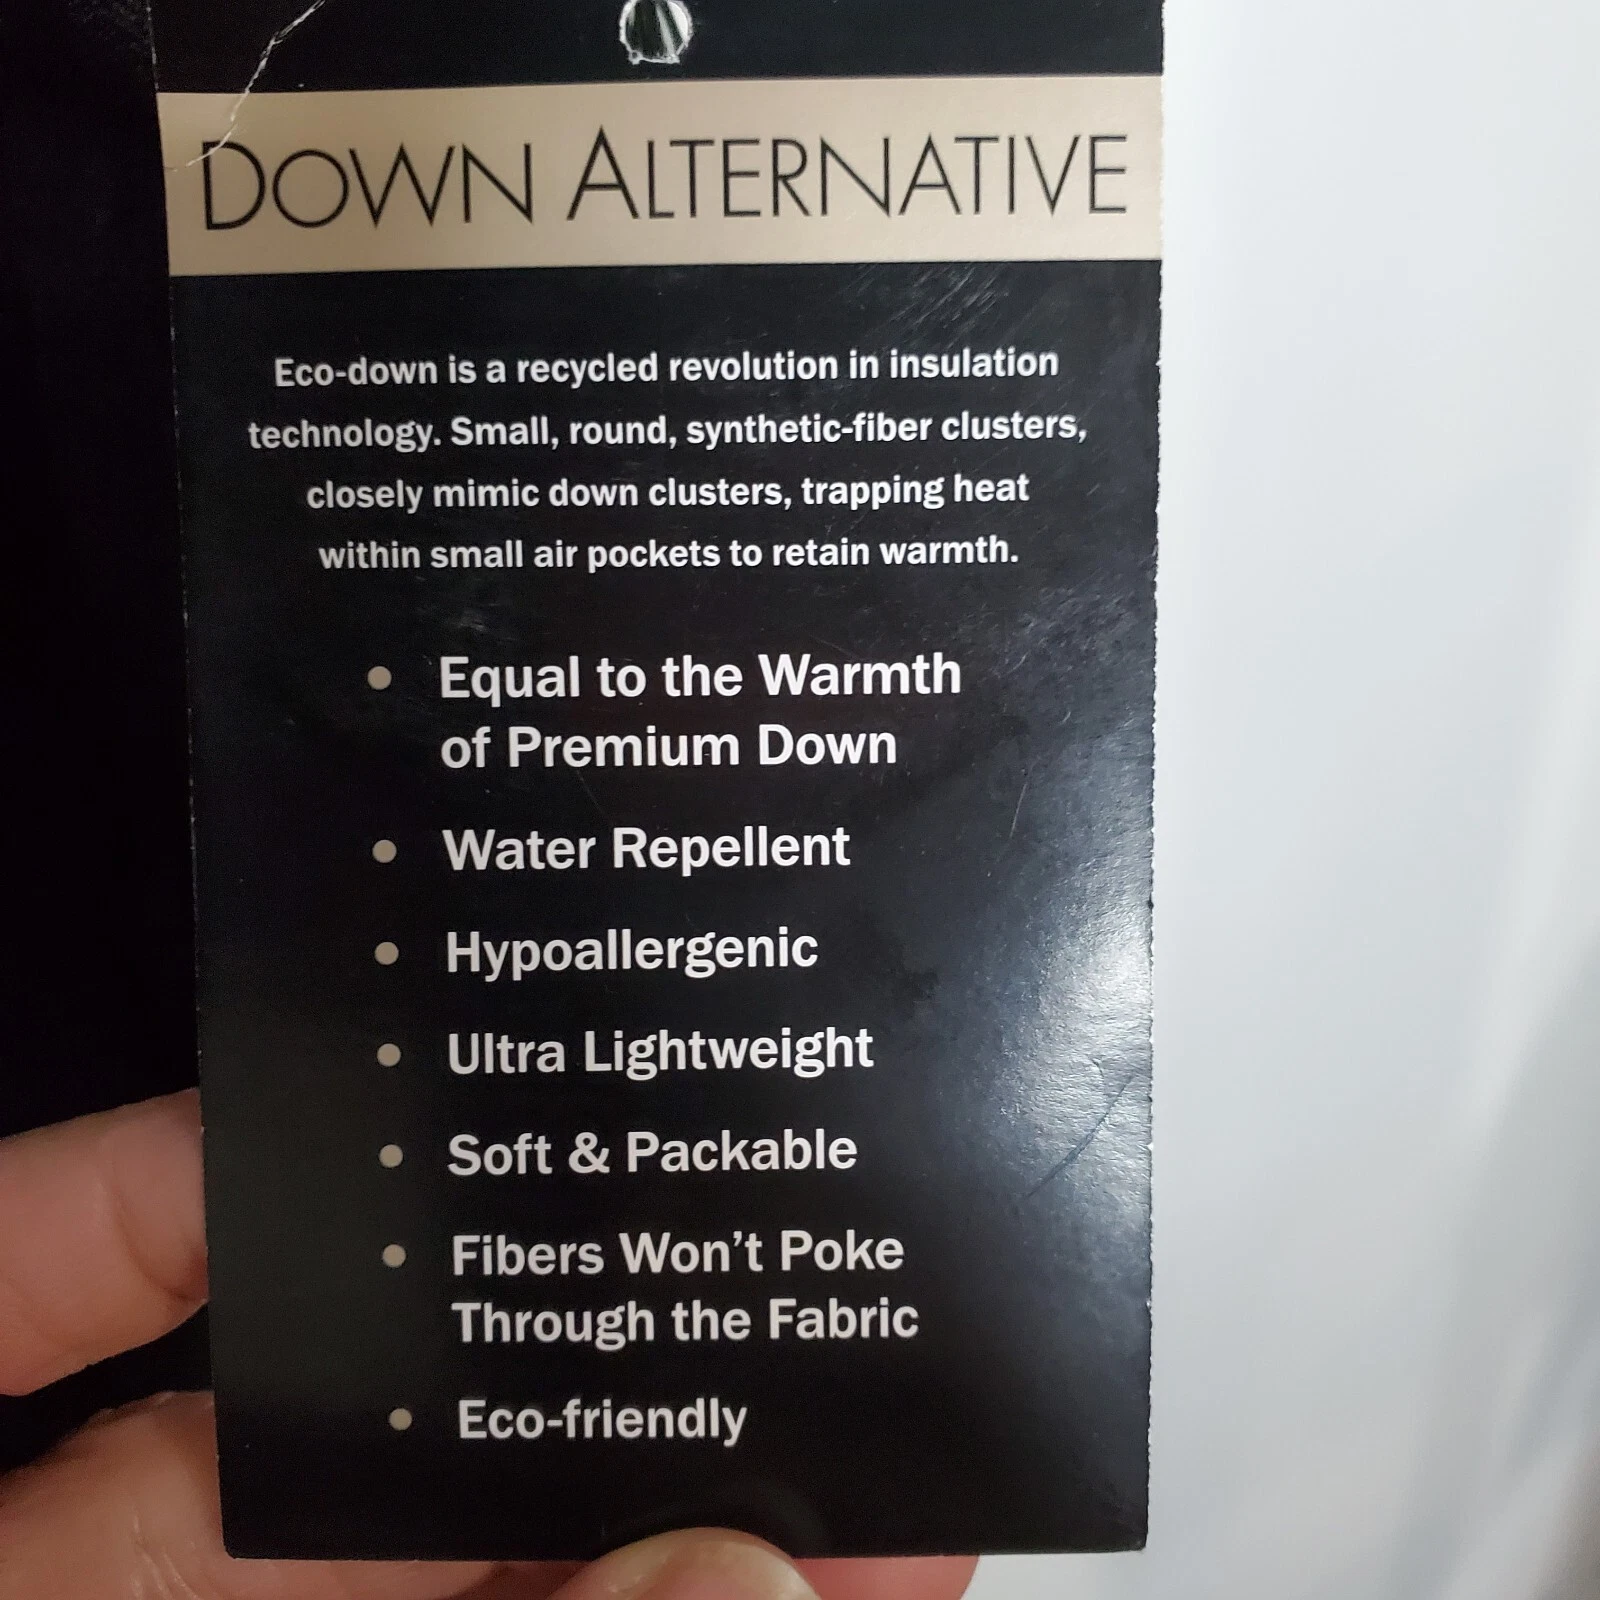 DOWN ALTERNATIVE
Eco-down is a recycled revolution in insulation
technology. Small, round, synthetic-fiber clusters,
closely mimic down clusters, trapping heat
within small air pockets to retain warmth.
• Equal to the Warmth
of Premium Down
• Water Repellent
• Hypoallergenic
• Ultra Lightweight
• Soft & Packable
• Fibers Won't Poke
Through the Fabric
• Eco-friendly